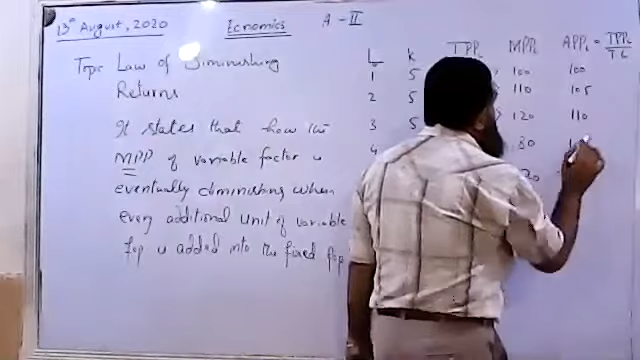 13th August, 2020 Economics A - II
Topic Law of Diminishing
Returns
It states that how the
MPP of variable factor is
eventually diminishing when
every additional unit of variable
fop is added into the fixed fop
L K TPPL MPPL APPL = TPPL / TL
1 5 100 100
2 5 110 105
3 5 120 110
4 80